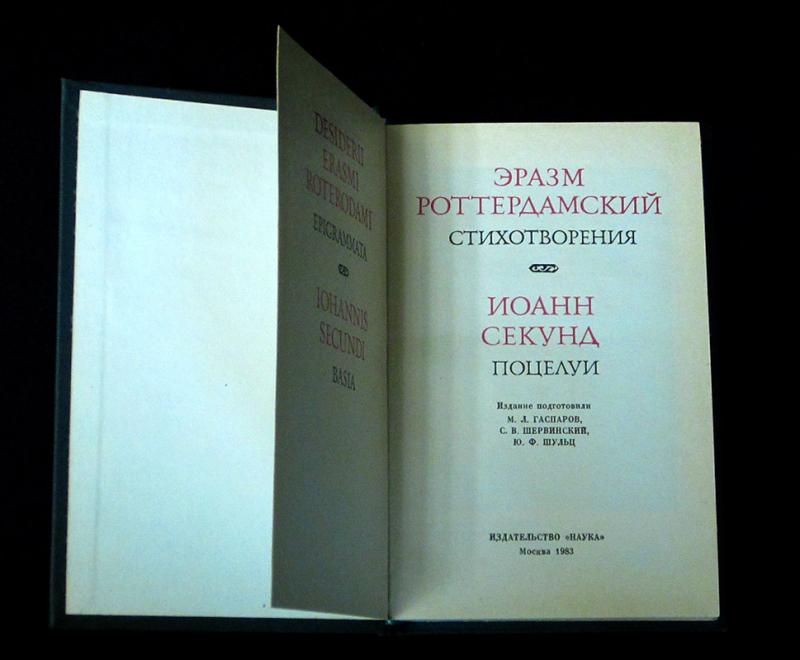 DESIDERII
ERASMI
ROTERODAMI
EPIGRAMMATA
IOHANNIS
SECUNDI
BASIA
ЭРАЗМ
РОТТЕРДАМСКИЙ
СТИХОТВОРЕНИЯ
ИОАНН
СЕКУНД
ПОЦЕЛУИ
Издание подготовили
М. Л. ГАСПАРОВ,
С. В. ШЕРВИНСКИЙ,
Ю. Ф. ШУЛЬЦ
ИЗДАТЕЛЬСТВО «НАУКА»
Москва 1983